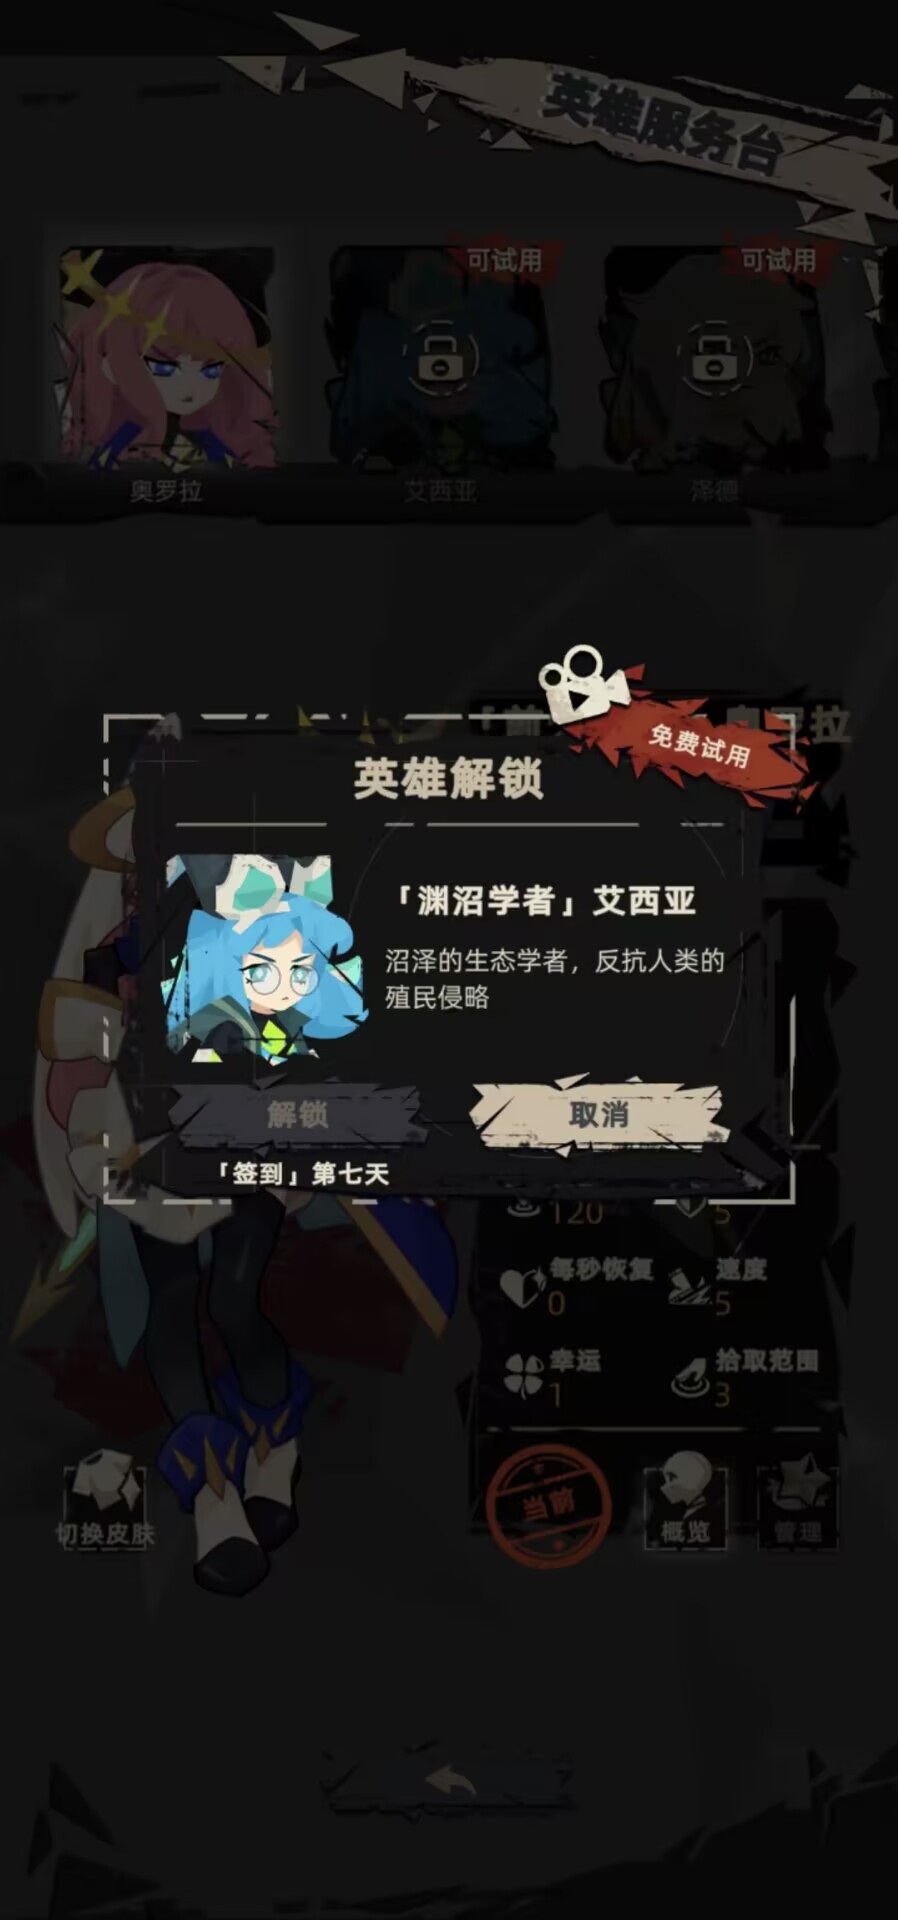 英雄服务台
可试用
可试用
奥罗拉
艾西亚
泽德
免费试用
英雄解锁
「渊沼学者」艾西亚
沼泽的生态学者，反抗人类的
殖民侵略
解锁
取消
「签到」第七天
120
5
每秒恢复
0
速度
5
幸运
1
拾取范围
3
切换皮肤
当前
概览
管理